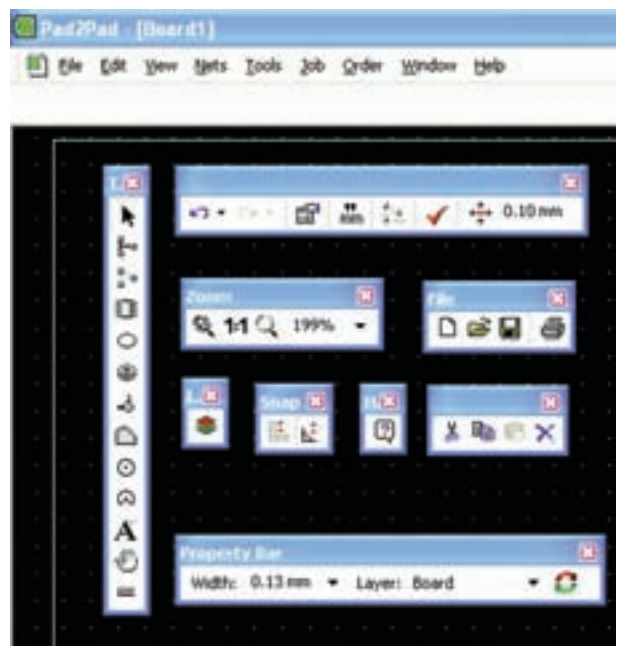 Pad2Pad - [Board1]
File Edit View Nets Tools Job Order Window Help
T..
mm
0.10 mm
Zoom
File
1:1 199%
Snap
H..
A
Property Bar
Width: 0.13 mm Layer: Board